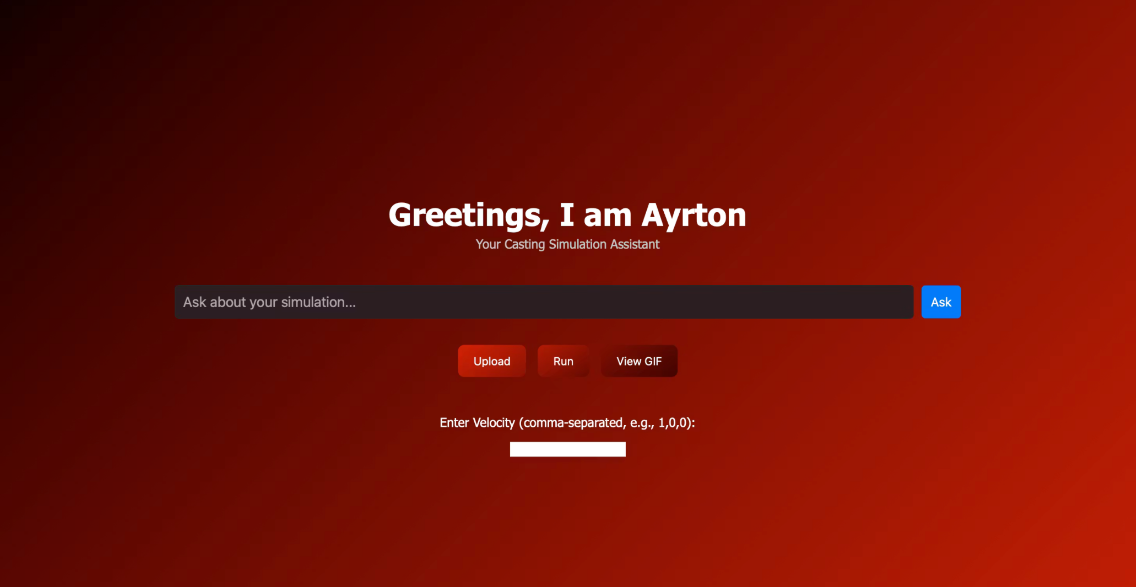 Greetings, I am Ayrton
Your Casting Simulation Assistant
Ask about your simulation...
Ask
Upload
Run
View GIF
Enter Velocity (comma-separated, e.g., 1,0,0):